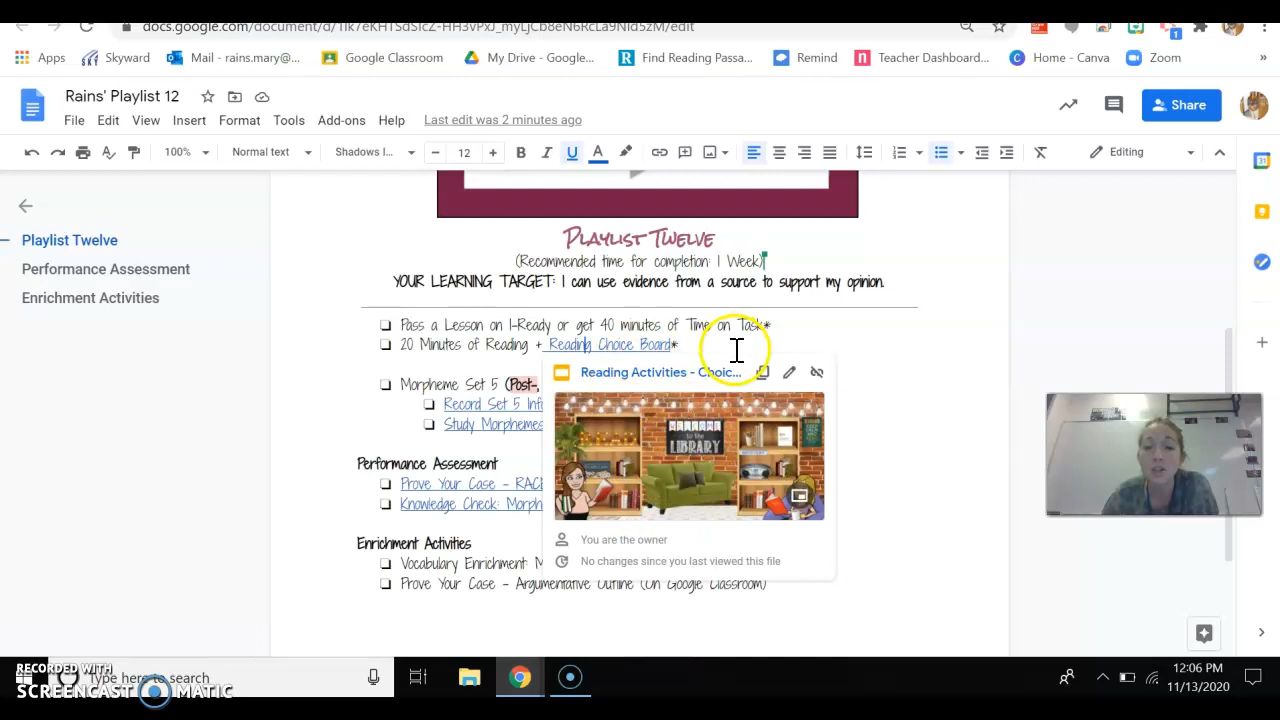 docs.google.com/document/d/
Apps
Skyward
Mail - rains.mary@...
Google Classroom
My Drive - Google...
Find Reading Passa...
Remind
Teacher Dashboard...
Home - Canva
Zoom
»
Rains' Playlist 12
Share
File Edit View Insert Format Tools Add-ons Help Last edit was 2 minutes ago
100% Normal text Shadows I... 12 B I U A Editing
Playlist Twelve
Performance Assessment
Enrichment Activities
Playlist Twelve
(Recommended time for completion: 1 Week)
YOUR LEARNING TARGET: I can use evidence from a source to support my opinion.
Pass a Lesson on I-Ready or get 40 minutes of Time on Task*
20 Minutes of Reading + Reading Choice Board*
Reading Activities - Choic...
Morpheme Set 5 (Post-,
Record Set 5 Inf
Study Morphemes
WELCOME
to the
LIBRARY
Performance Assessment
Prove Your Case - RACE
Knowledge Check: Morph
You are the owner
No changes since you last viewed this file
Enrichment Activities
Vocabulary Enrichment: M
Prove Your Case - Argumentative Outline (On Google Classroom)
RECORDED WITH
SCREENCAST MATIC
Type here to search
12:06 PM
11/13/2020